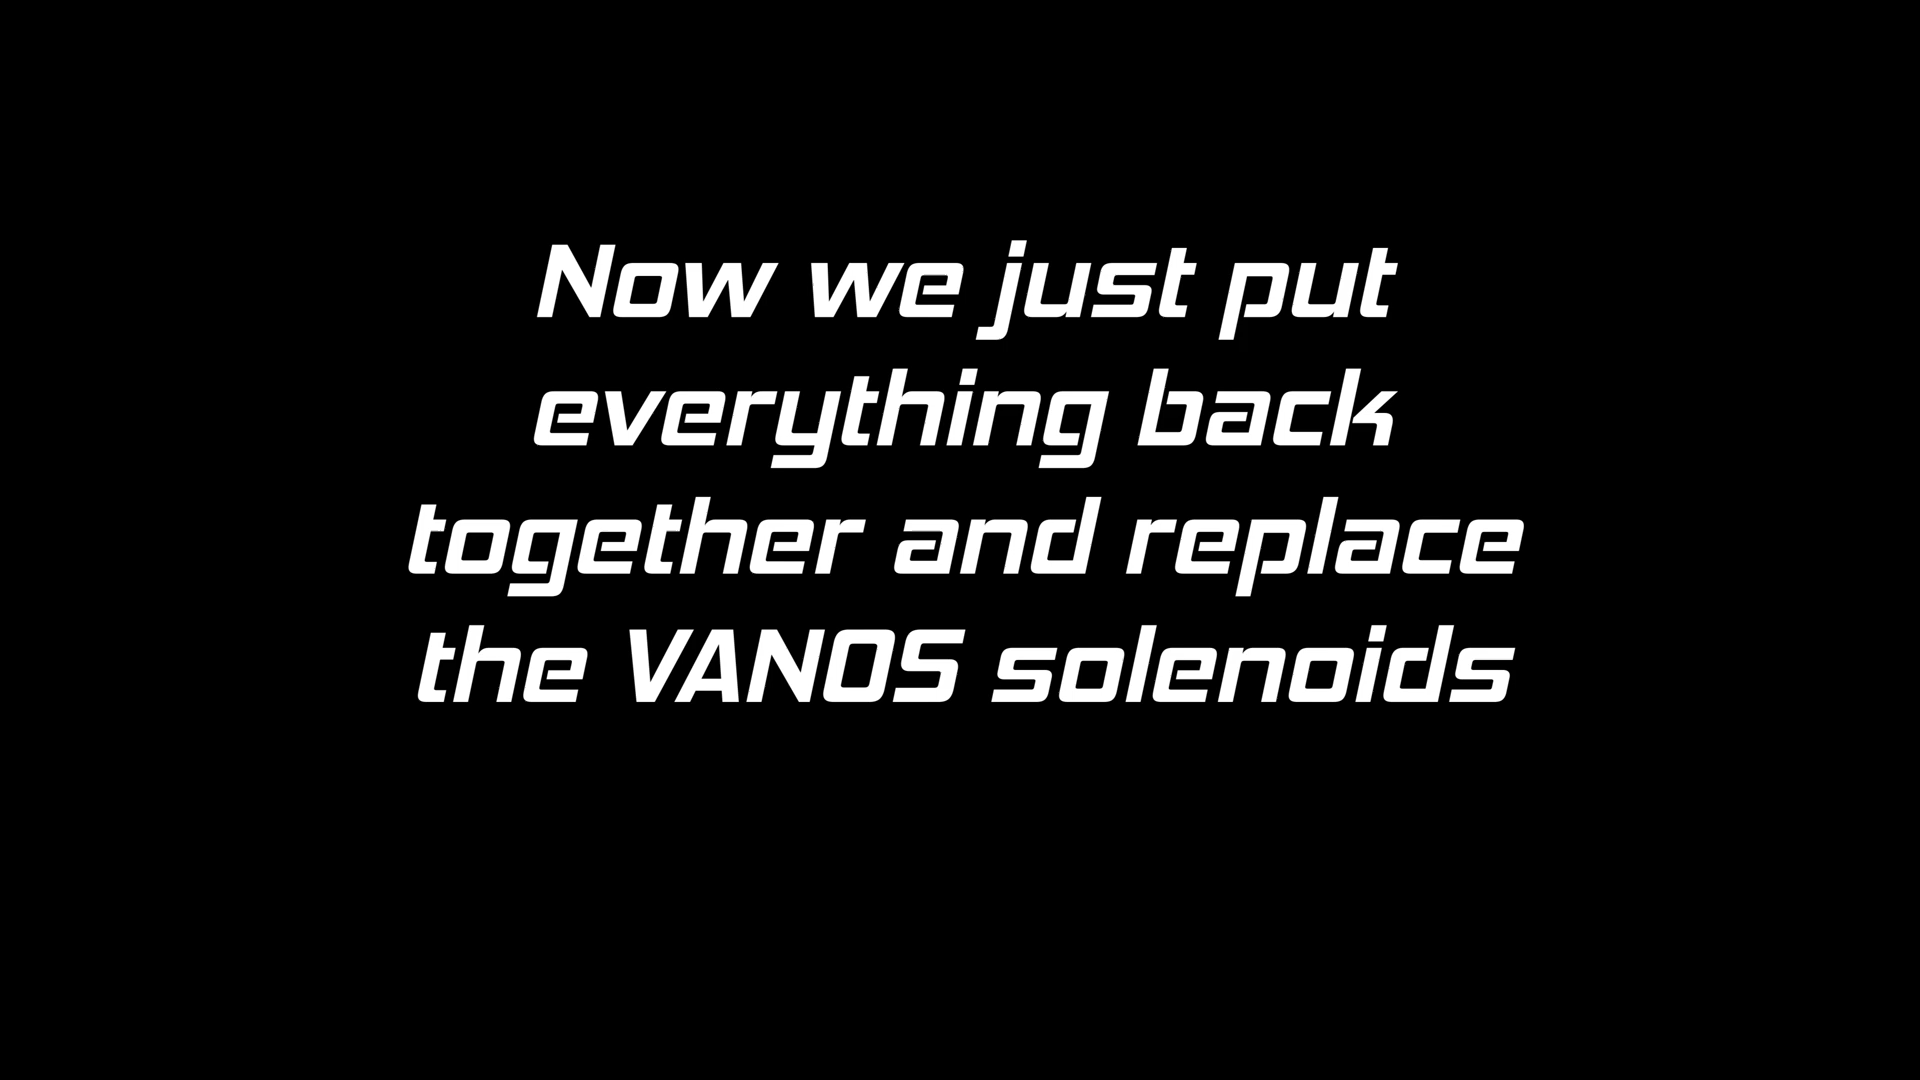 Now we just put
everything back
together and replace
the VANOS solenoids